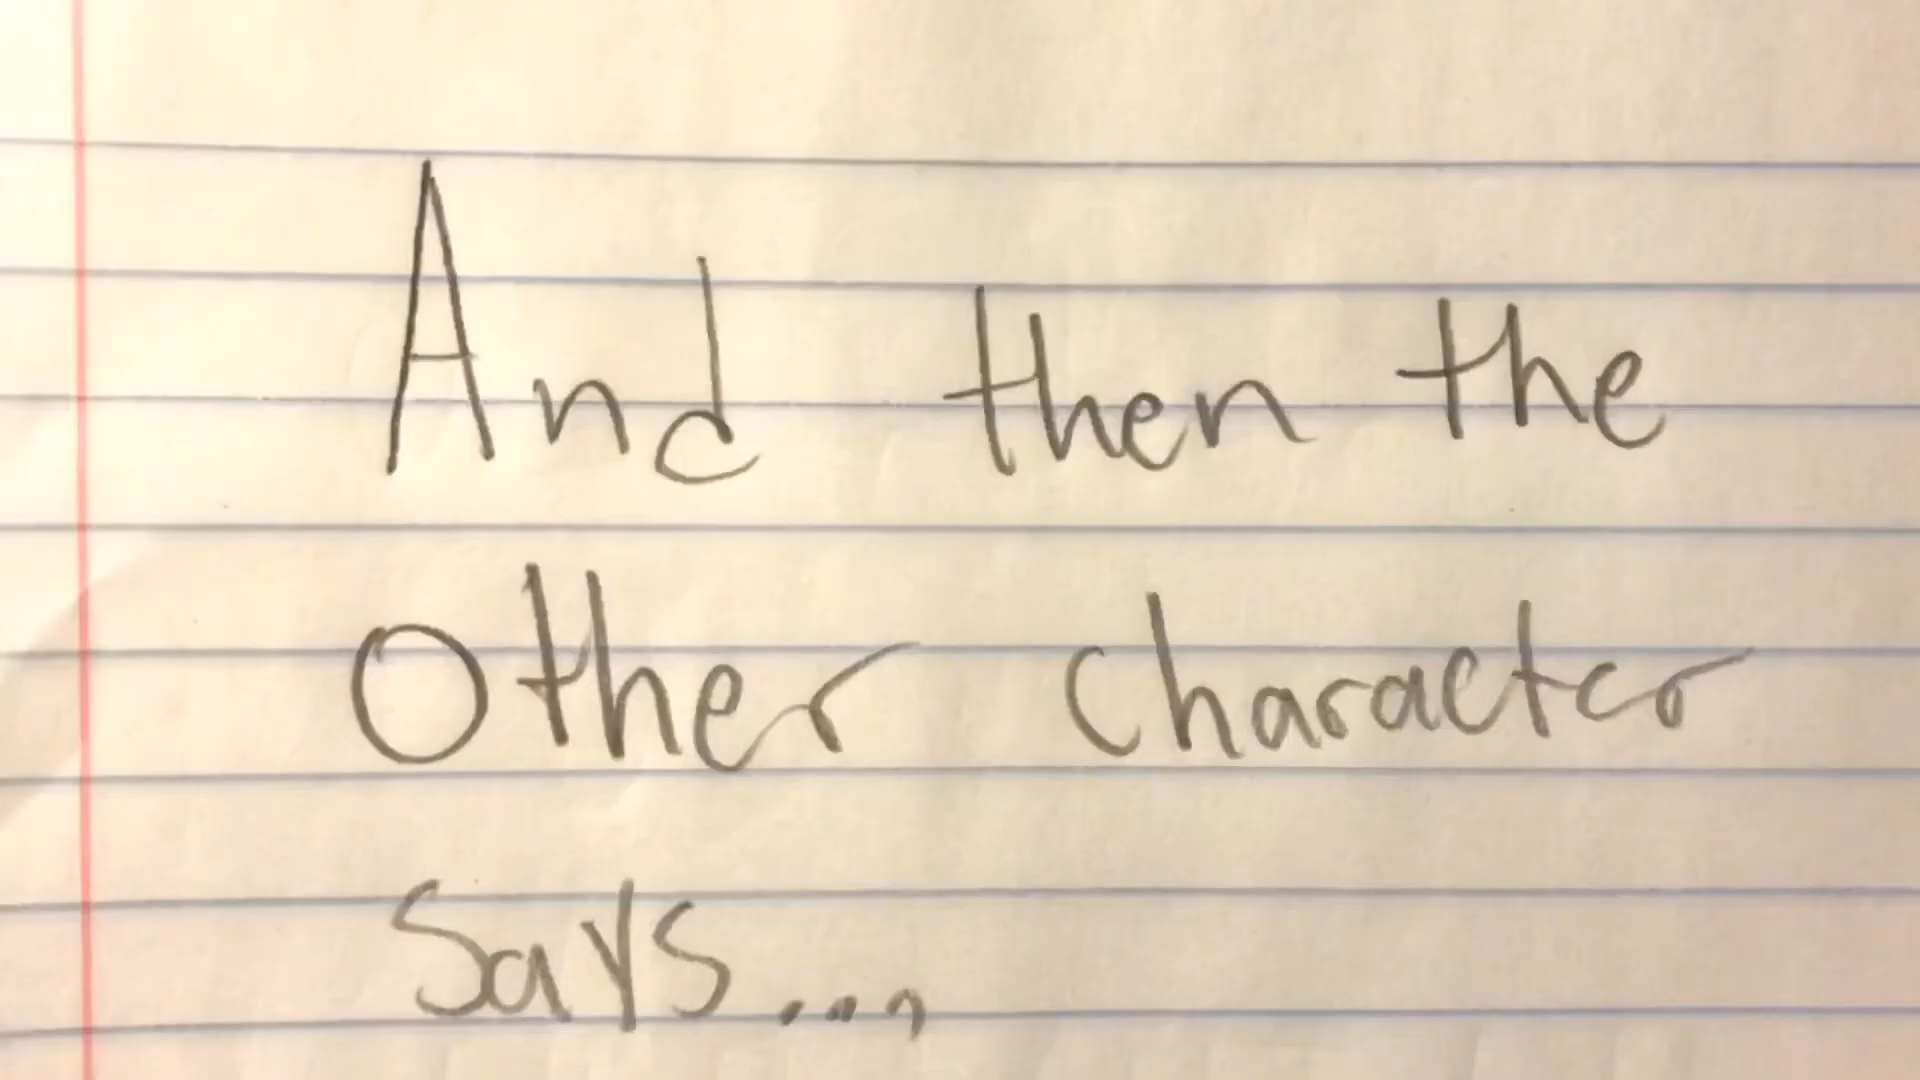 And then the
Other character
Says...,